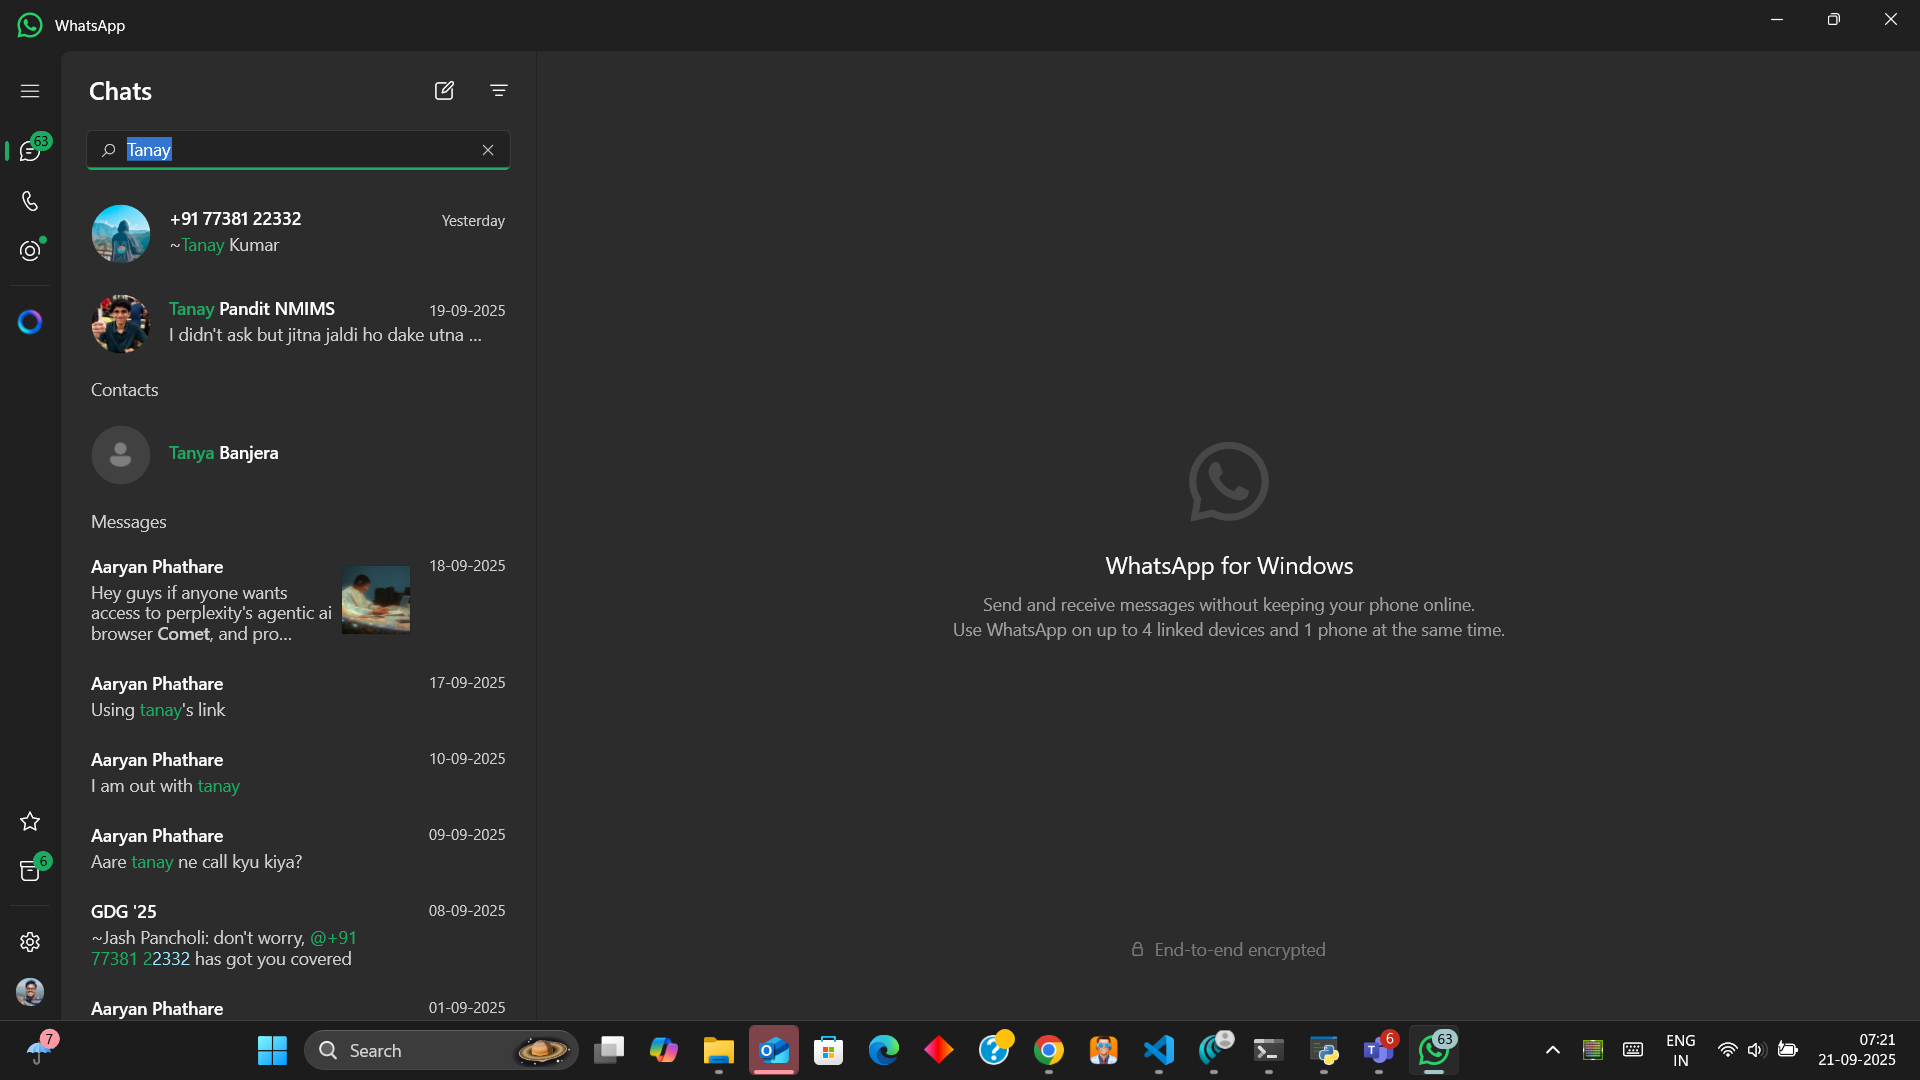 WhatsApp
Chats
63
Tanay
+91 77381 22332
Yesterday
~Tanay Kumar
Tanay Pandit NMIMS
19-09-2025
I didn't ask but jitna jaldi ho dake utna ...
Contacts
Tanya Banjera
Messages
Aaryan Phathare
18-09-2025
Hey guys if anyone wants
access to perplexity's agentic ai
browser Comet, and pro...
Aaryan Phathare
17-09-2025
Using tanay's link
Aaryan Phathare
10-09-2025
I am out with tanay
Aaryan Phathare
09-09-2025
Aare tanay ne call kyu kiya?
6
GDG '25
08-09-2025
~Jash Pancholi: don't worry, @+91
77381 22332 has got you covered
Aaryan Phathare
01-09-2025
WhatsApp for Windows
Send and receive messages without keeping your phone online.
Use WhatsApp on up to 4 linked devices and 1 phone at the same time.
End-to-end encrypted
7
Search
6
63
ENG
IN
07:21
21-09-2025